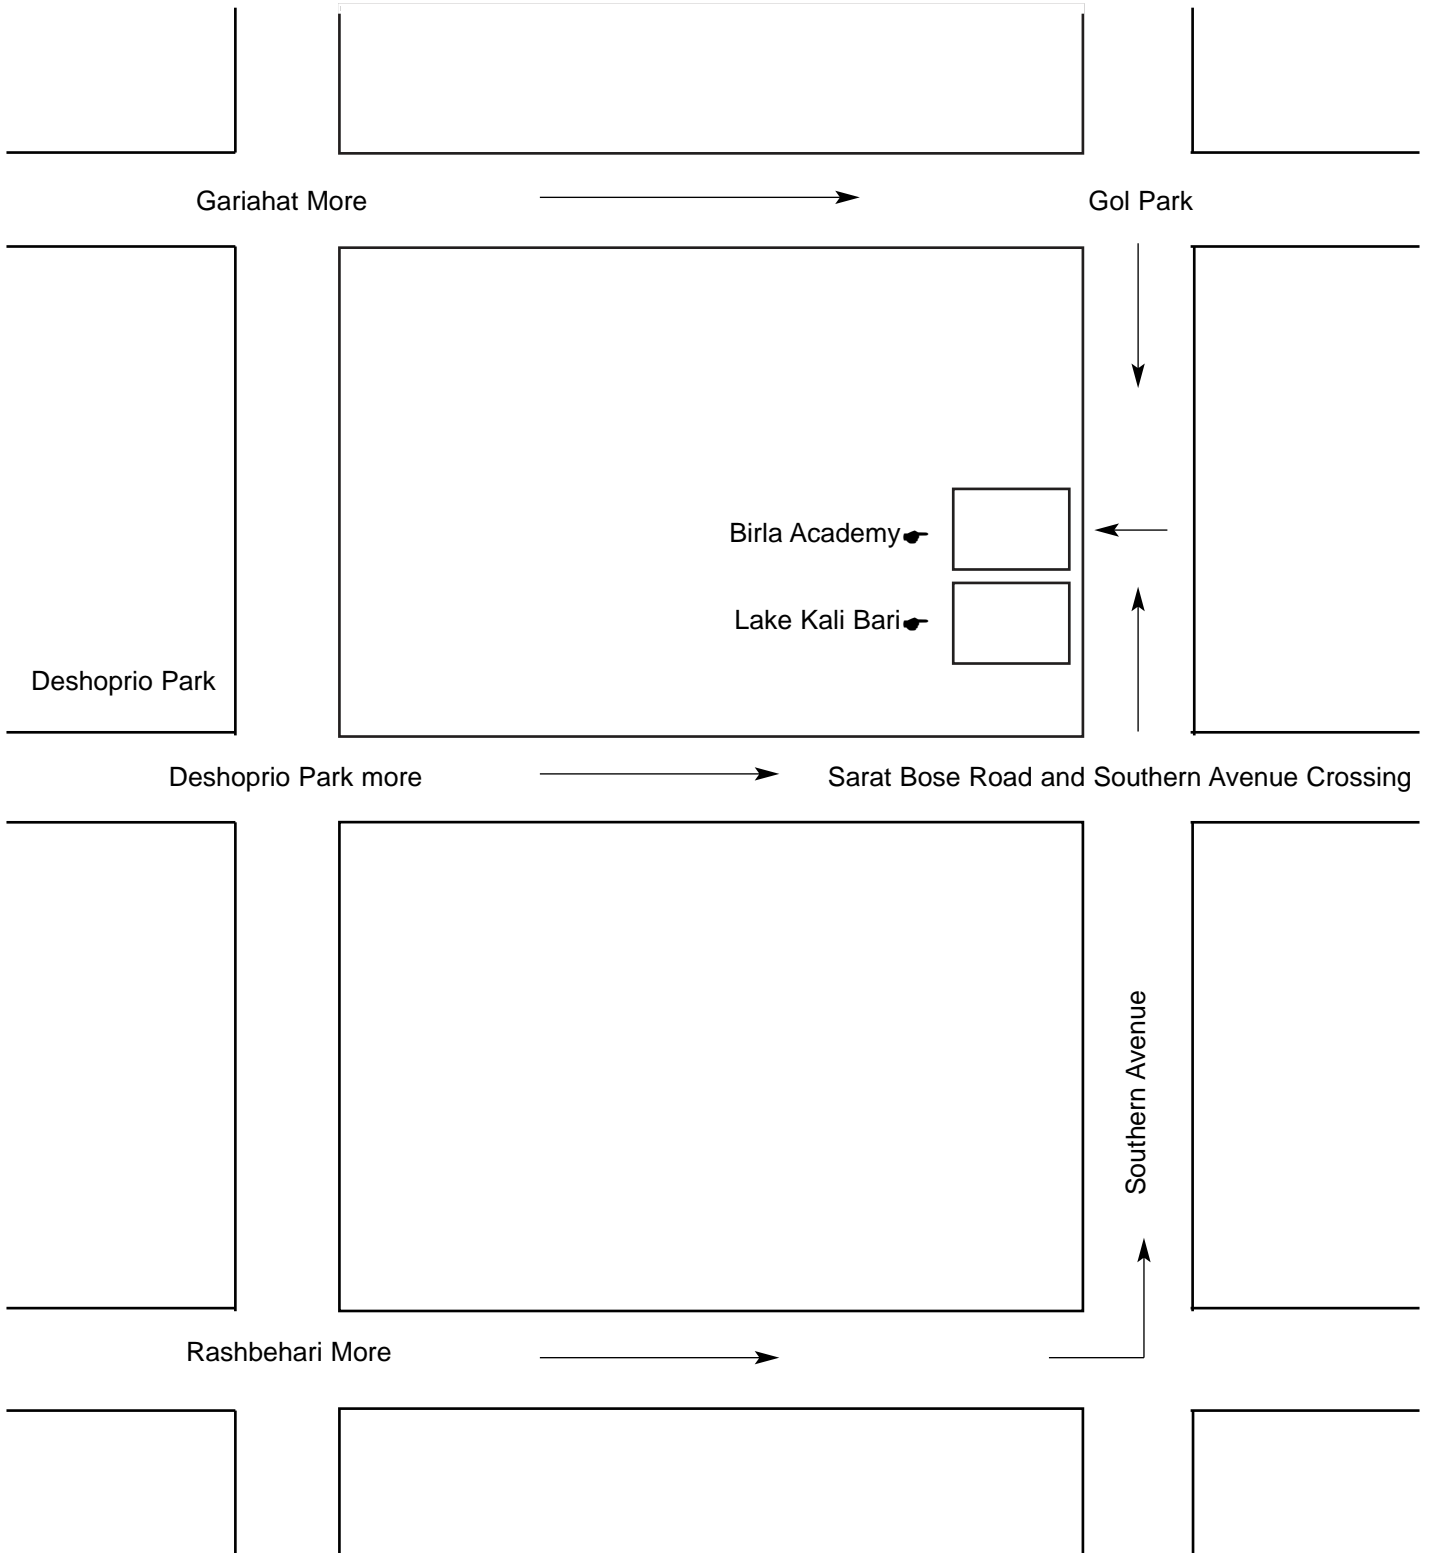 Gariahat More
Gol Park
Birla Academy
Lake Kali Bari
Deshoprio Park
Deshoprio Park more
Sarat Bose Road and Southern Avenue Crossing
Southern Avenue
Rashbehari More